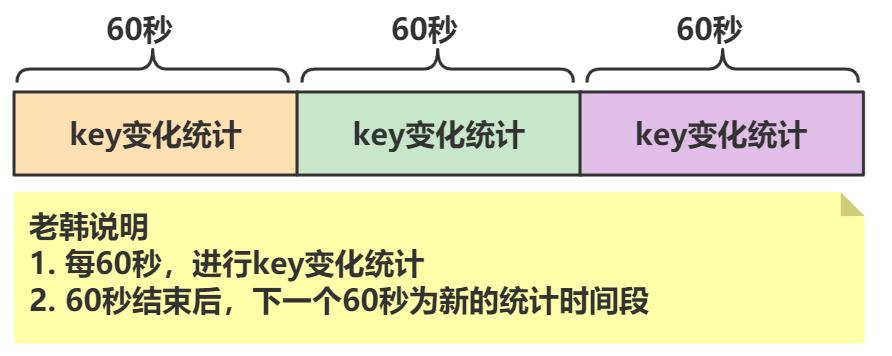 60秒 60秒 60秒
key变化统计 key变化统计 key变化统计
老韩说明
1. 每60秒，进行key变化统计
2. 60秒结束后，下一个60秒为新的统计时间段